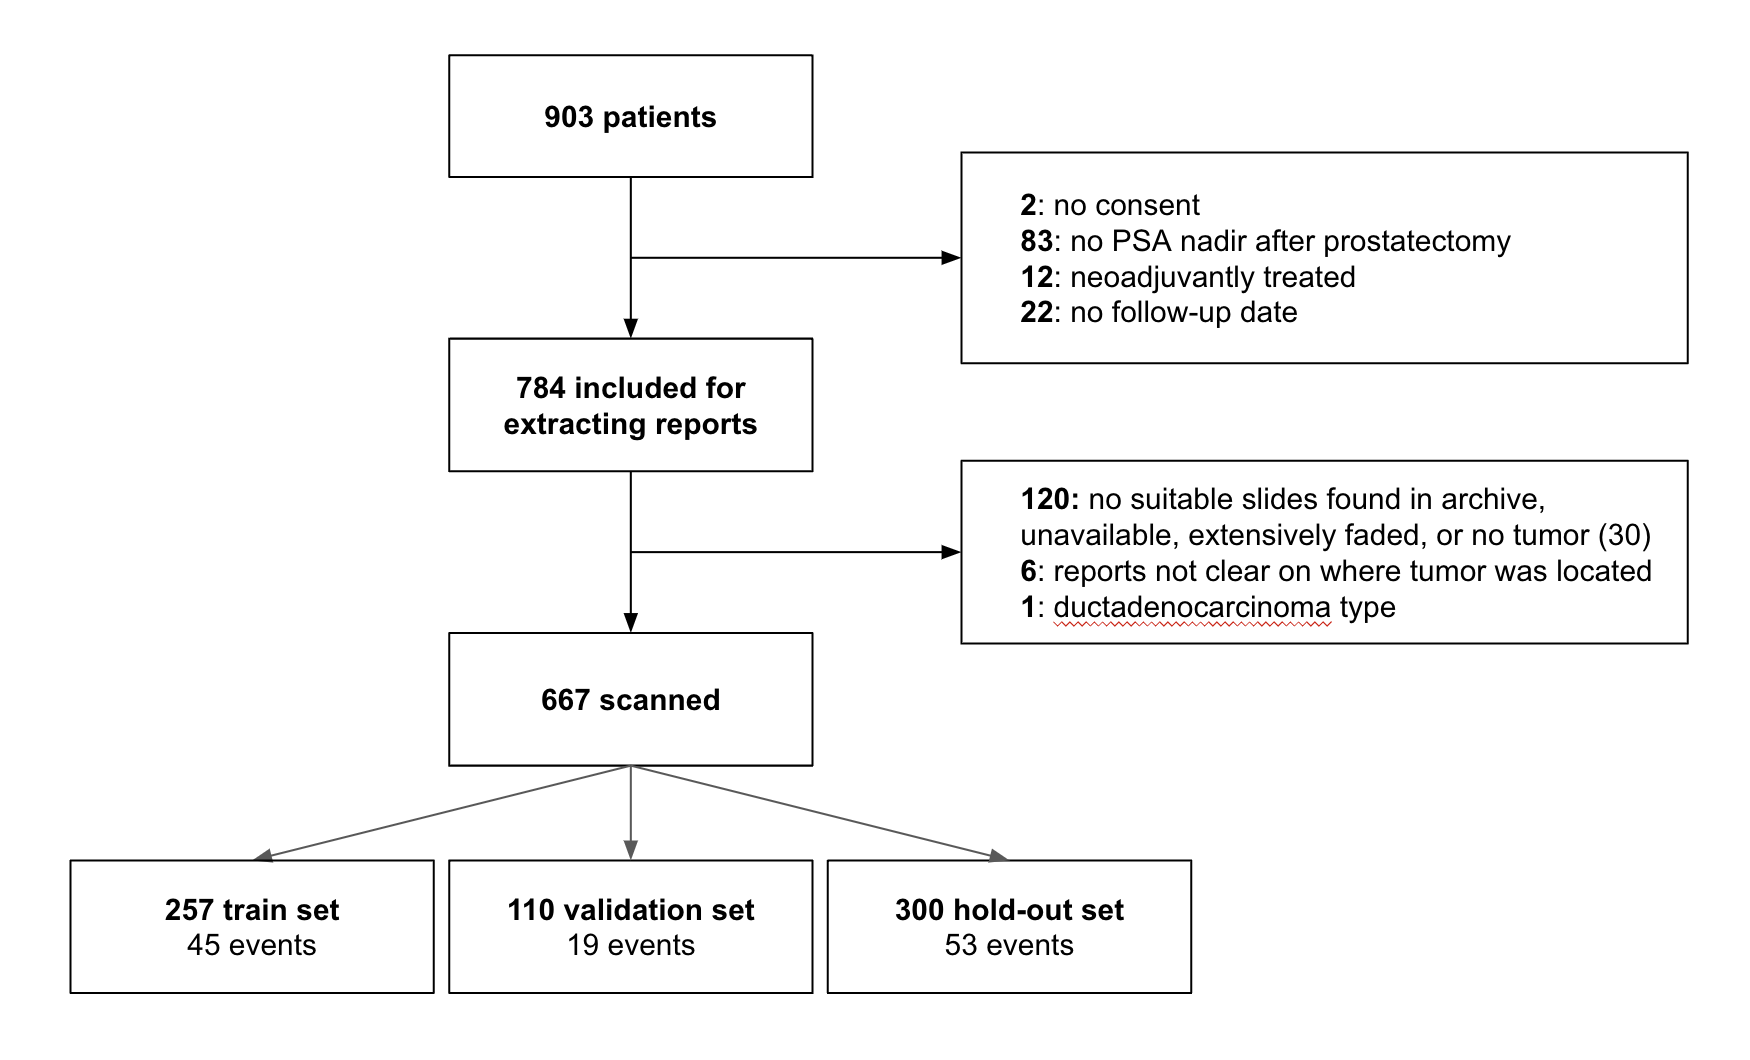 903 patients
2: no consent
83: no PSA nadir after prostatectomy
12: neoadjuvantly treated
22: no follow-up date
784 included for
extracting reports
120: no suitable slides found in archive,
unavailable, extensively faded, or no tumor (30)
6: reports not clear on where tumor was located
1: ductadenocarcinoma type
667 scanned
257 train set
45 events
110 validation set
19 events
300 hold-out set
53 events